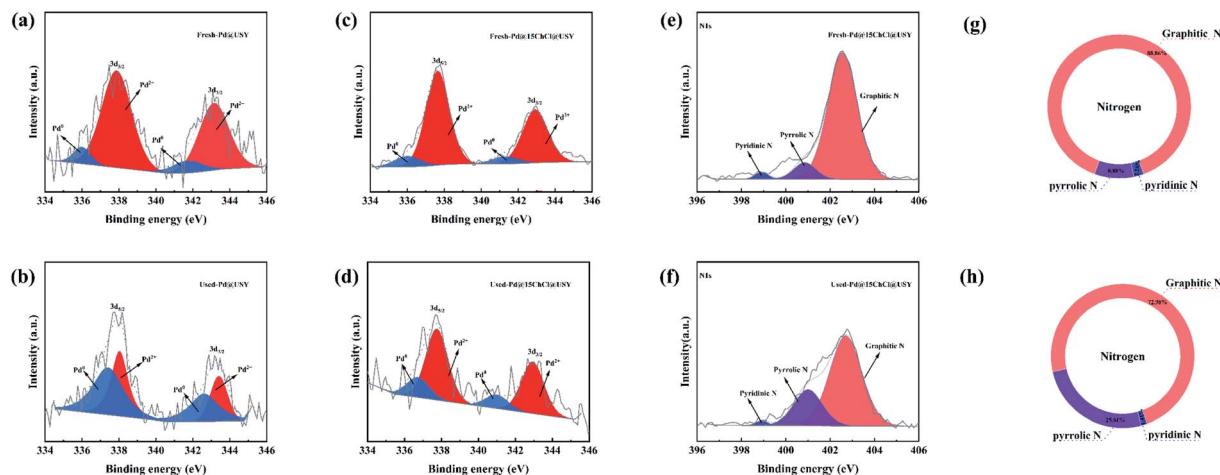 (a)
Fresh-Pd@USY
3d5/2
Pd2+
3d3/2
Pd2+
Pd0
Pd0
Intensity (a.u.)
334 336 338 340 342 344 346
Binding energy (eV)
(c)
Fresh-Pd@15ChCl@USY
3d5/2
Pd2+
3d3/2
Pd2+
Pd0
Pd0
Intensity (a.u.)
334 336 338 340 342 344 346
Binding energy (eV)
(e)
N1s
Fresh-Pd@15ChCl@USY
Graphitic N
Pyrrolic N
Pyridinic N
Intensity (a.u.)
396 398 400 402 404 406
Binding energy (eV)
(g)
Graphitic N
88.86%
Nitrogen
pyrrolic N
pyridinic N
(b)
Used-Pd@USY
3d5/2
Pd2+
3d3/2
Pd2+
Pd0
Pd0
Intensity (a.u.)
334 336 338 340 342 344 346
Binding energy (eV)
(d)
Used-Pd@15ChCl@USY
3d5/2
Pd2+
3d3/2
Pd2+
Pd0
Pd0
Intensity (a.u.)
334 336 338 340 342 344 346
Binding energy (eV)
(f)
N1s
Used-Pd@15ChCl@USY
Graphitic N
Pyrrolic N
Pyridinic N
Intensity(a.u.)
396 398 400 402 404 406
Binding energy (eV)
(h)
Graphitic N
Nitrogen
pyrrolic N
pyridinic N